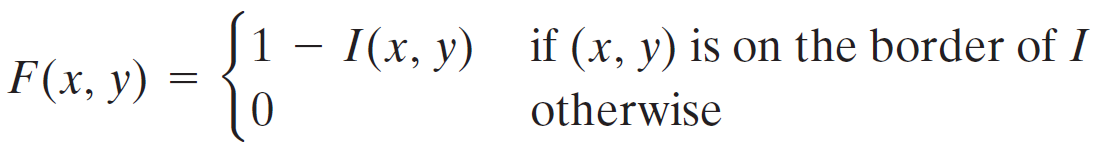 F(x, y) = { 1 − I(x, y) if (x, y) is on the border of I
0 otherwise